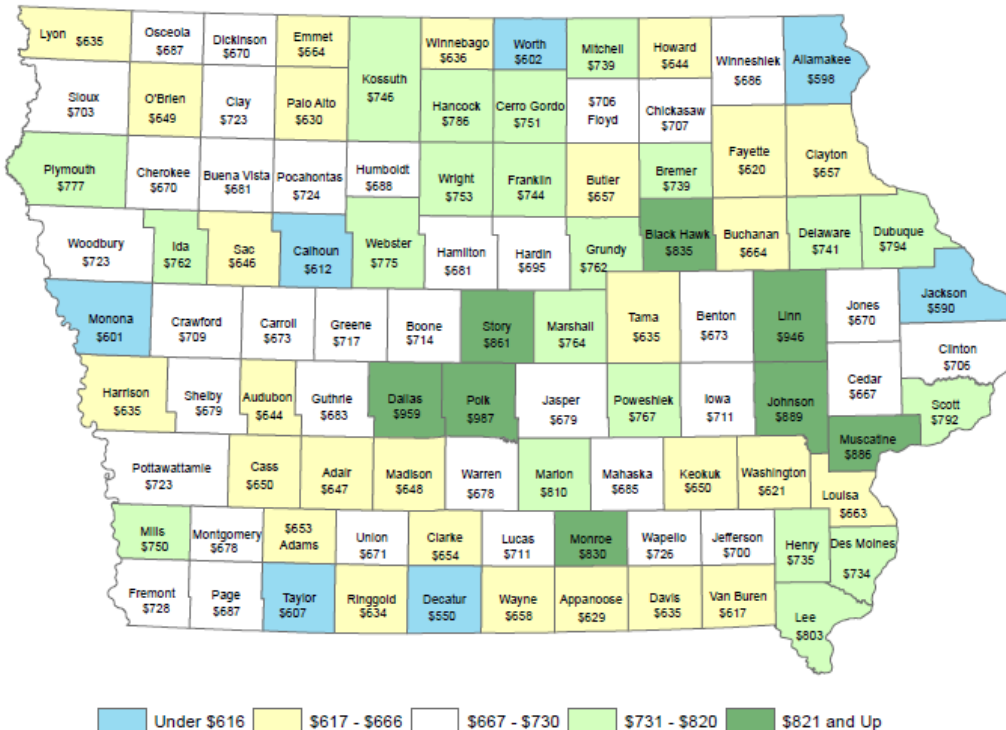 Lyon $635
Osceola
$687
Dickinson
$670
Emmet
$664
Kossuth
$746
Winnebago
$636
Worth
$602
Mitchell
$739
Howard
$644
Winneshiek
$686
Allamakee
$598
Sioux
$703
O'Brien
$649
Clay
$723
Palo Alto
$630
Hancock
$786
Cerro Gordo
$751
$706
Floyd
Chickasaw
$707
Fayette
$620
Clayton
$657
Plymouth
$777
Cherokee
$670
Buena Vista
$681
Pocahontas
$724
Humboldt
$688
Wright
$753
Franklin
$744
Butler
$657
Bremer
$739
Woodbury
$723
Ida
$762
Sac
$646
Calhoun
$612
Webster
$775
Hamilton
$681
Hardin
$695
Grundy
$762
Black Hawk
$835
Buchanan
$664
Delaware
$741
Dubuque
$794
Monona
$601
Crawford
$709
Carroll
$673
Greene
$717
Boone
$714
Story
$861
Marshall
$764
Tama
$635
Benton
$673
Linn
$946
Jones
$670
Jackson
$590
Clinton
$706
Harrison
$635
Shelby
$679
Audubon
$644
Guthrie
$683
Dallas
$959
Polk
$987
Jasper
$679
Poweshiek
$767
Iowa
$711
Johnson
$889
Cedar
$667
Scott
$792
Muscatine
$886
Pottawattamie
$723
Cass
$650
Adair
$647
Madison
$648
Warren
$678
Marion
$810
Mahaska
$685
Keokuk
$650
Washington
$621
Louisa
$663
Mills
$750
Montgomery
$678
$653
Adams
Union
$671
Clarke
$654
Lucas
$711
Monroe
$830
Wapello
$726
Jefferson
$700
Henry
$735
Des Moines
$734
Fremont
$728
Page
$687
Taylor
$607
Ringgold
$634
Decatur
$550
Wayne
$658
Appanoose
$629
Davis
$635
Van Buren
$617
Lee
$803
Under $616
$617 - $666
$667 - $730
$731 - $820
$821 and Up